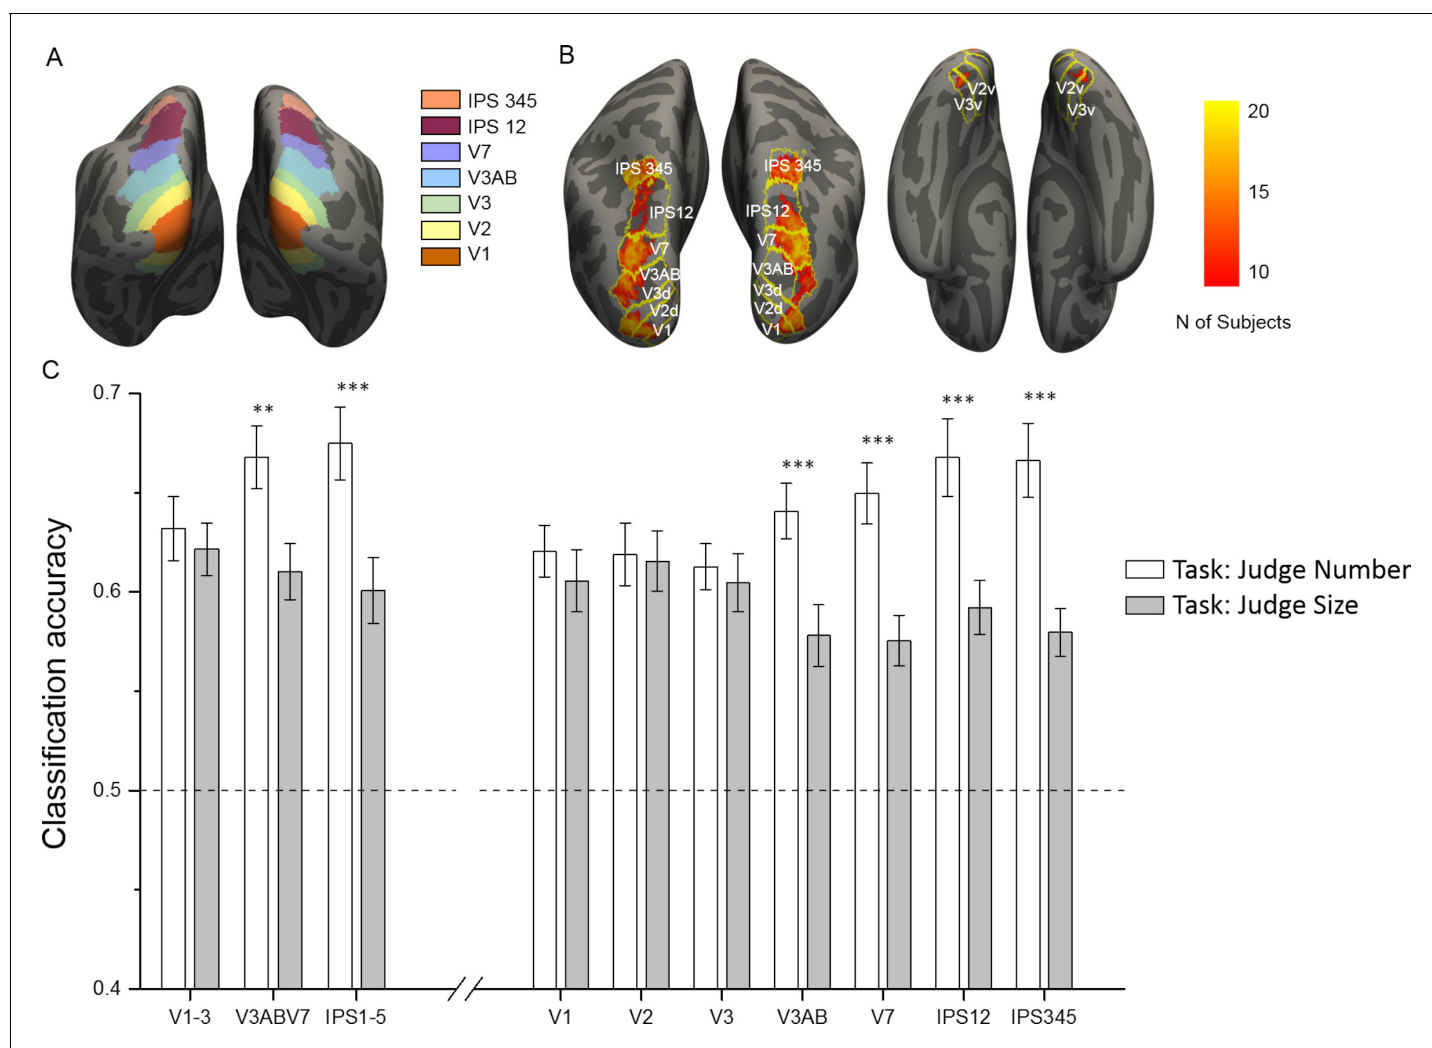 A
IPS 345
IPS 12
V7
V3AB
V3
V2
V1
B
IPS 345
IPS12
V7
V3AB
V3d
V2d
V1
IPS 345
IPS12
V7
V3AB
V3d
V2d
V1
V2v
V3v
V2v
V3v
20
15
10
N of Subjects
C
Classification accuracy
0.7
0.6
0.5
0.4
**
***
***
***
***
***
V1-3
V3ABV7
IPS1-5
V1
V2
V3
V3AB
V7
IPS12
IPS345
Task: Judge Number
Task: Judge Size